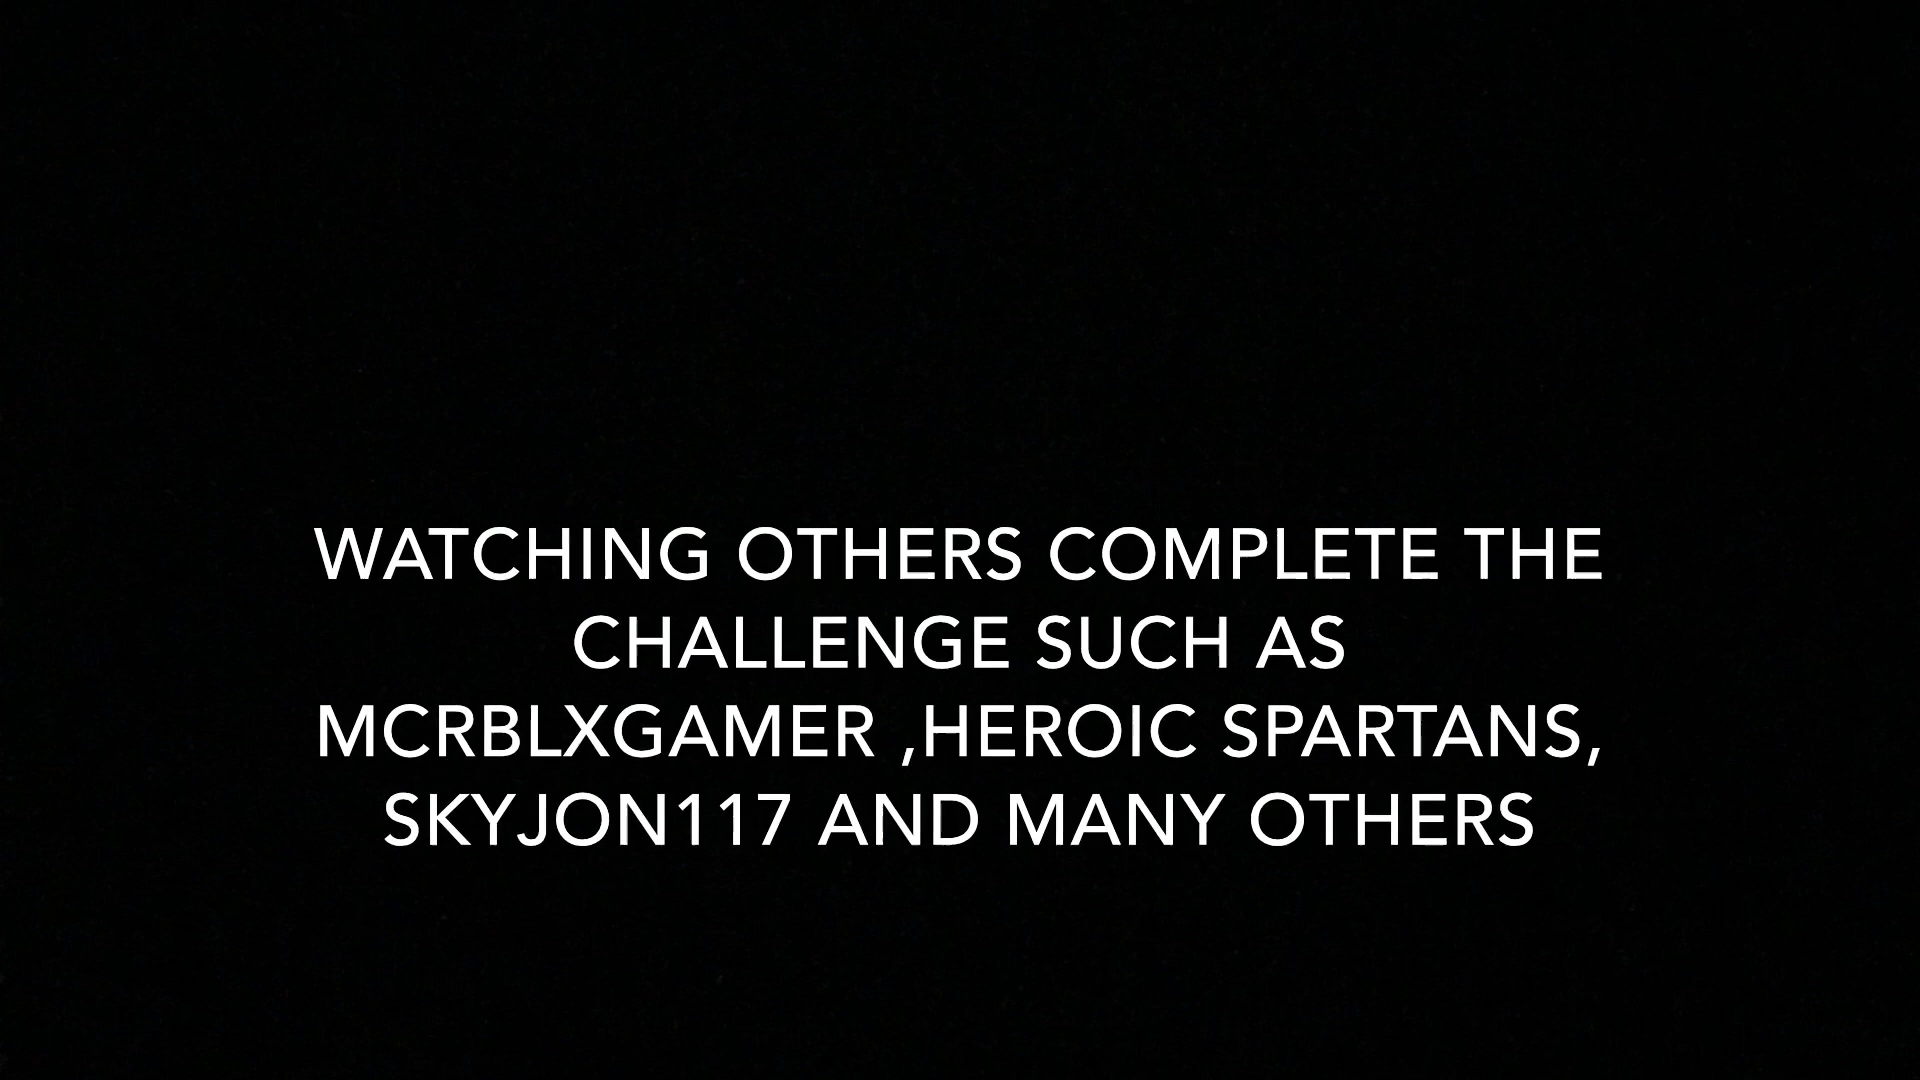 WATCHING OTHERS COMPLETE THE
CHALLENGE SUCH AS
MCRBLXGAMER ,HEROIC SPARTANS,
SKYJON117 AND MANY OTHERS